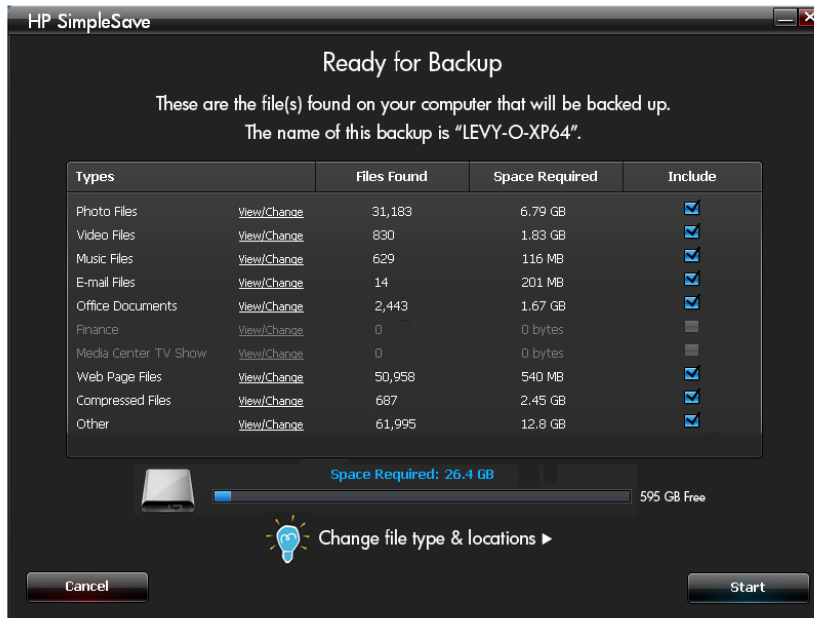 HP SimpleSave
Ready for Backup
These are the file(s) found on your computer that will be backed up.
The name of this backup is "LEVY-O-XP64".
Types Files Found Space Required Include
Photo Files View/Change 31,183 6.79 GB
Video Files View/Change 830 1.83 GB
Music Files View/Change 629 116 MB
E-mail Files View/Change 14 201 MB
Office Documents View/Change 2,443 1.67 GB
Finance View/Change 0 0 bytes
Media Center TV Show View/Change 0 0 bytes
Web Page Files View/Change 50,958 540 MB
Compressed Files View/Change 687 2.45 GB
Other View/Change 61,995 12.8 GB
Space Required: 26.4 GB
595 GB Free
Change file type & locations
Cancel Start